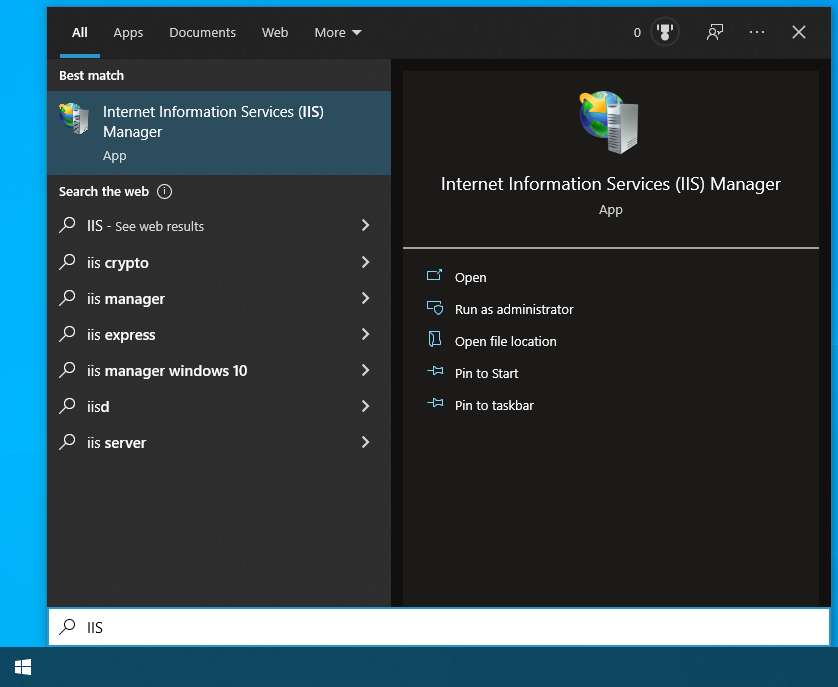 All Apps Documents Web More 0 ...
Best match
Internet Information Services (IIS)
Manager
App
Search the web
IIS - See web results
iis crypto
iis manager
iis express
iis manager windows 10
iisd
iis server
Internet Information Services (IIS) Manager
App
Open
Run as administrator
Open file location
Pin to Start
Pin to taskbar
IIS